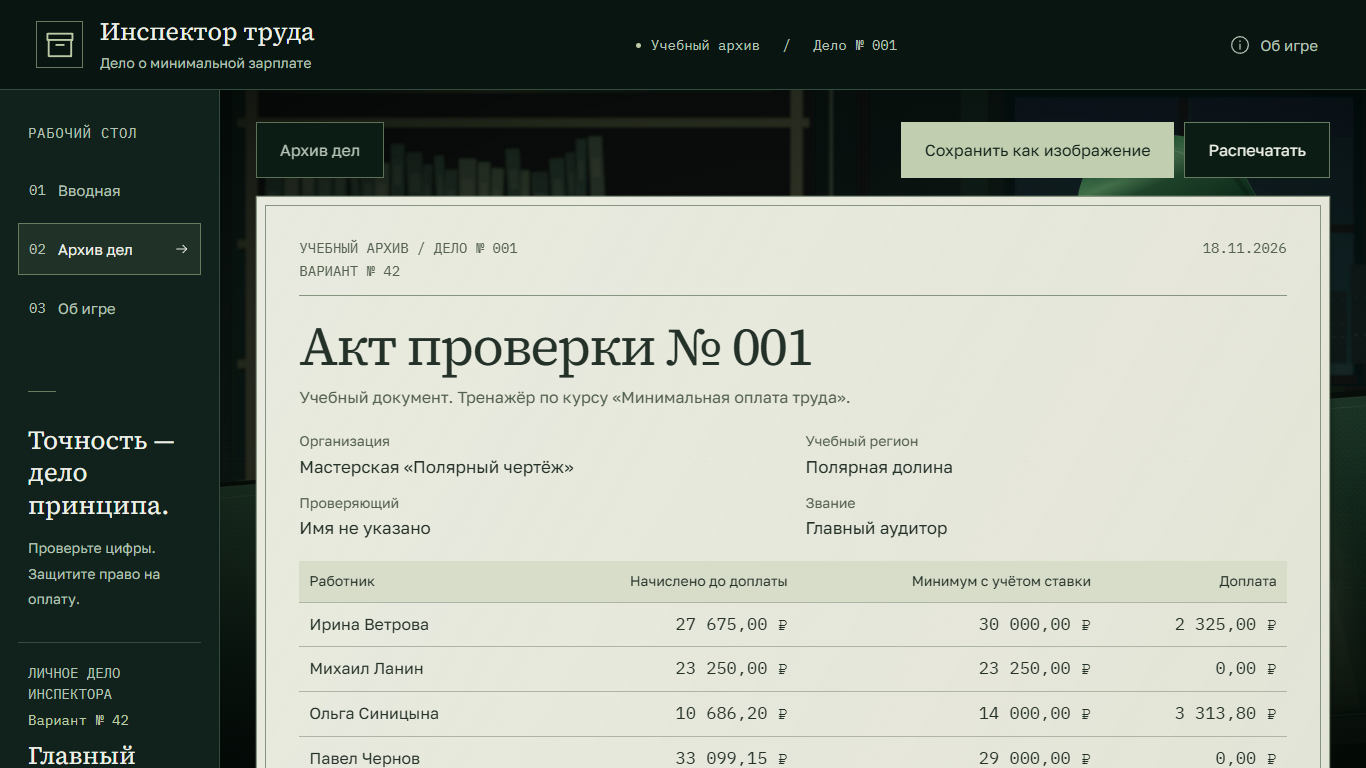 Инспектор труда
Дело о минимальной зарплате
Учебный архив / Дело № 001
Об игре
РАБОЧИЙ СТОЛ
01 Вводная
02 Архив дел →
03 Об игре
Точность —
дело
принципа.
Проверьте цифры.
Защитите право на
оплату.
ЛИЧНОЕ ДЕЛО
ИНСПЕКТОРА
Вариант № 42
Главный
Архив дел
Сохранить как изображение
Распечатать
УЧЕБНЫЙ АРХИВ / ДЕЛО № 001
ВАРИАНТ № 42
18.11.2026
Акт проверки № 001
Учебный документ. Тренажёр по курсу «Минимальная оплата труда».
Организация
Мастерская «Полярный чертёж»
Учебный регион
Полярная долина
Проверяющий
Имя не указано
Звание
Главный аудитор
Работник Начислено до доплаты Минимум с учётом ставки Доплата
Ирина Ветрова 27 675,00 ₽ 30 000,00 ₽ 2 325,00 ₽
Михаил Ланин 23 250,00 ₽ 23 250,00 ₽ 0,00 ₽
Ольга Синицына 10 686,20 ₽ 14 000,00 ₽ 3 313,80 ₽
Павел Чернов 33 099,15 ₽ 29 000,00 ₽ 0,00 ₽